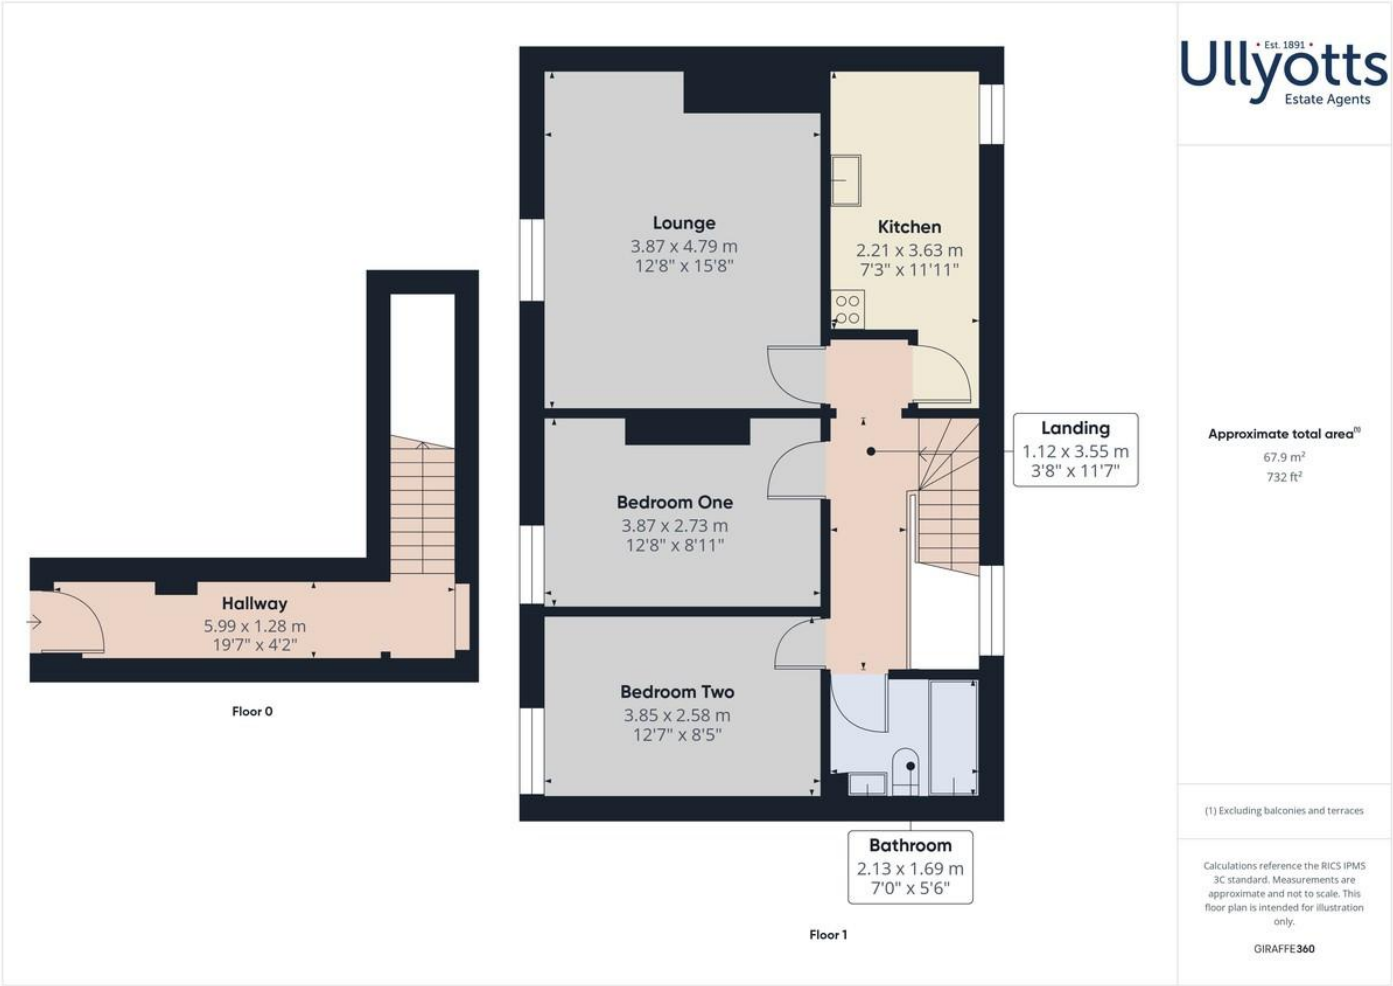 Est. 1891
Ullyotts
Estate Agents
Lounge
3.87 x 4.79 m
12'8" x 15'8"
Kitchen
2.21 x 3.63 m
7'3" x 11'11"
Landing
1.12 x 3.55 m
3'8" x 11'7"
Bedroom One
3.87 x 2.73 m
12'8" x 8'11"
Hallway
5.99 x 1.28 m
19'7" x 4'2"
Floor 0
Bedroom Two
3.85 x 2.58 m
12'7" x 8'5"
Bathroom
2.13 x 1.69 m
7'0" x 5'6"
Floor 1
Approximate total area⁽¹⁾
67.9 m²
732 ft²
(1) Excluding balconies and terraces
Calculations reference the RICS IPMS
3C standard. Measurements are
approximate and not to scale. This
floor plan is intended for illustration
only.
GIRAFFE360